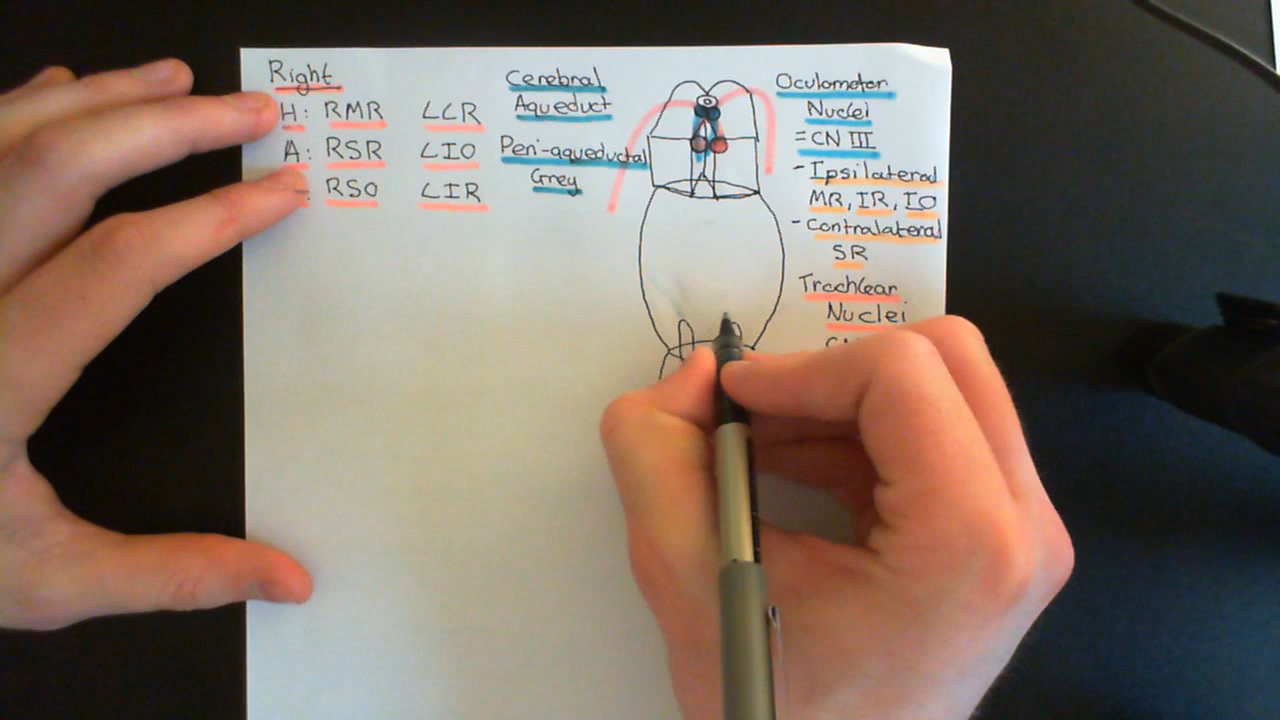 Right
H: RMR LCR
A: RSR LIO
RSO LIR
Cerebral
Aqueduct
Peri-aqueductal
Grey
Oculomotor
Nuclei
= CN III
- Ipsilateral
MR, IR, IO
- Contralateral
SR
Trochlear
Nuclei